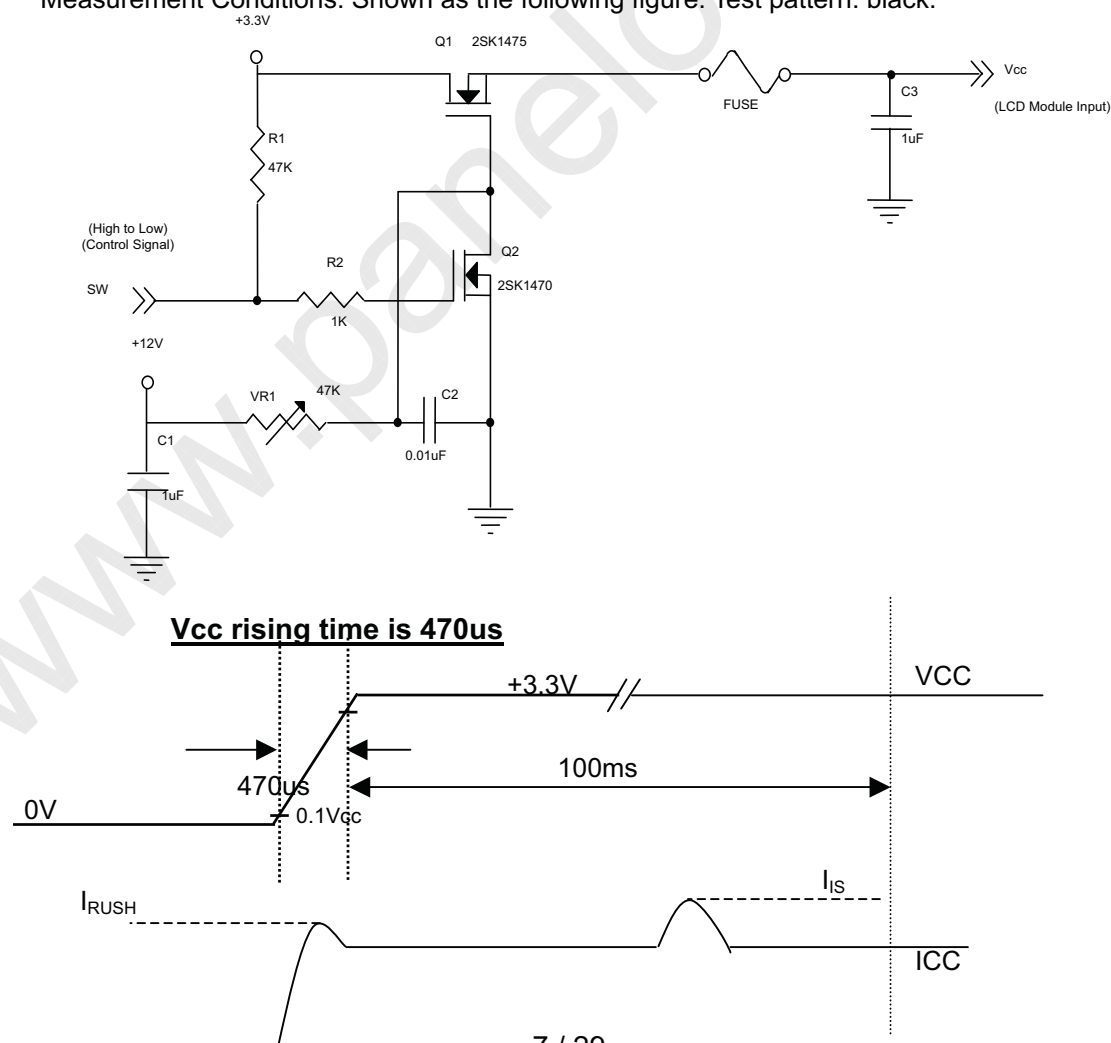 Measurement Conditions: Shown as the following figure. Test pattern: black.
+3.3V
Q1 2SK1475
Vcc
FUSE
C3
(LCD Module Input)
1uF
R1
47K
(High to Low)
(Control Signal)
Q2
R2
2SK1470
SW
1K
+12V
VR1
47K
C2
C1
0.01uF
1uF
Vcc rising time is 470us
+3.3V
VCC
470us
100ms
0V
0.1Vcc
IRUSH
IIS
ICC
7 / 29
www.panelo